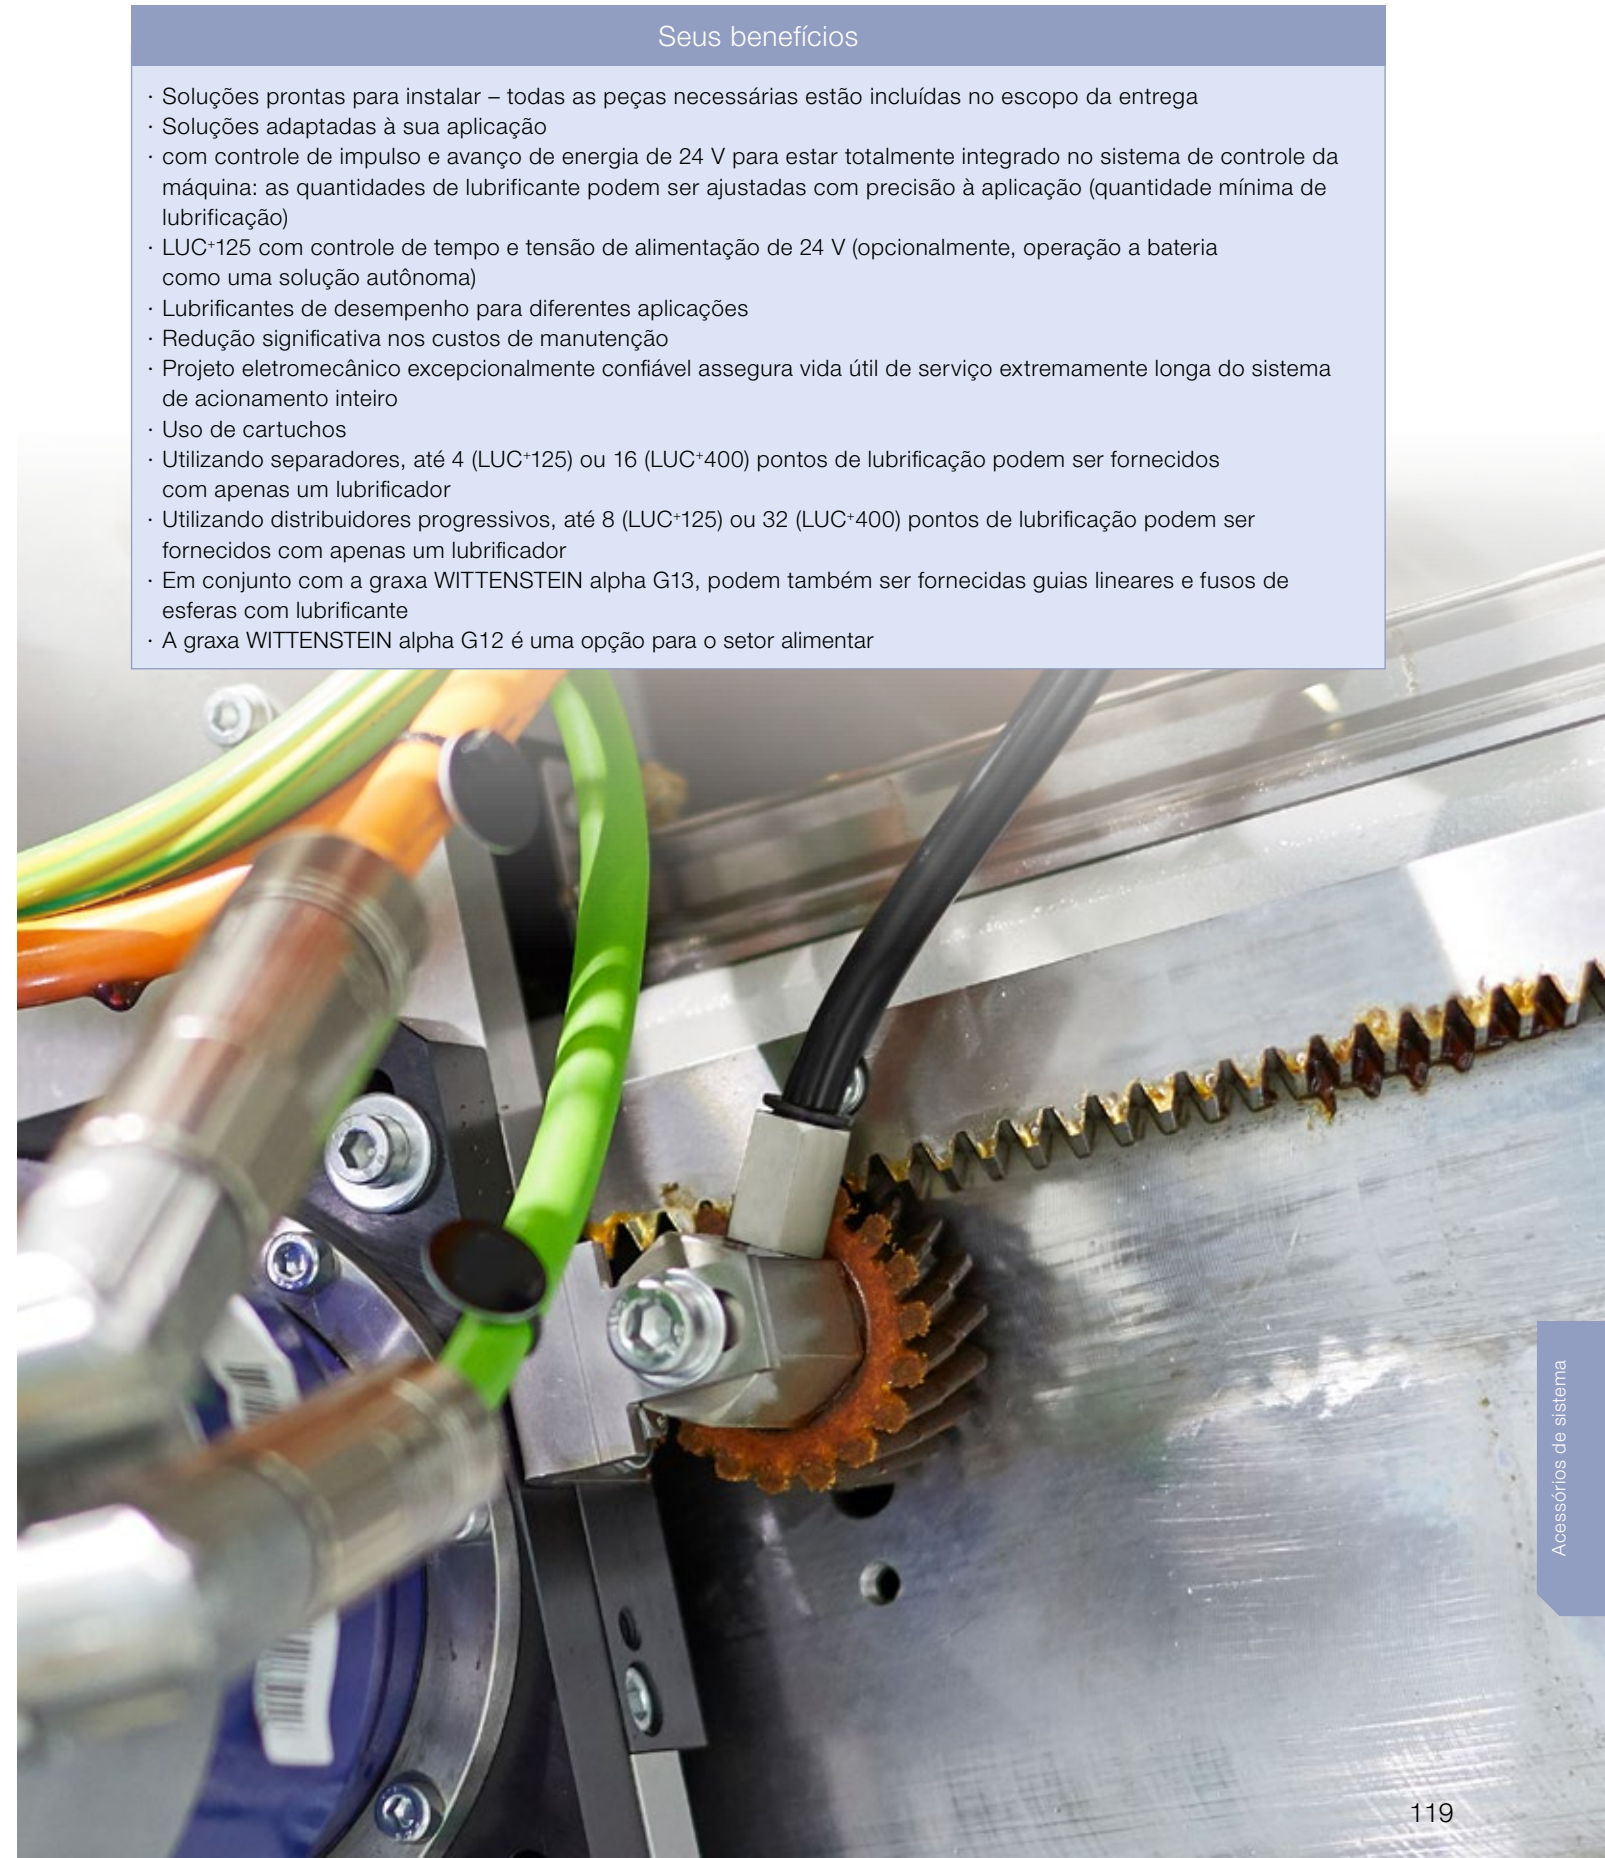 Seus benefícios
· Soluções prontas para instalar – todas as peças necessárias estão incluídas no escopo da entrega
· Soluções adaptadas à sua aplicação
· com controle de impulso e avanço de energia de 24 V para estar totalmente integrado no sistema de controle da
máquina: as quantidades de lubrificante podem ser ajustadas com precisão à aplicação (quantidade mínima de
lubrificação)
· LUC⁺125 com controle de tempo e tensão de alimentação de 24 V (opcionalmente, operação a bateria
como uma solução autônoma)
· Lubrificantes de desempenho para diferentes aplicações
· Redução significativa nos custos de manutenção
· Projeto eletromecânico excepcionalmente confiável assegura vida útil de serviço extremamente longa do sistema
de acionamento inteiro
· Uso de cartuchos
· Utilizando separadores, até 4 (LUC⁺125) ou 16 (LUC⁺400) pontos de lubrificação podem ser fornecidos
com apenas um lubrificador
· Utilizando distribuidores progressivos, até 8 (LUC⁺125) ou 32 (LUC⁺400) pontos de lubrificação podem ser
fornecidos com apenas um lubrificador
· Em conjunto com a graxa WITTENSTEIN alpha G13, podem também ser fornecidas guias lineares e fusos de
esferas com lubrificante
· A graxa WITTENSTEIN alpha G12 é uma opção para o setor alimentar
Acessórios de sistema
119